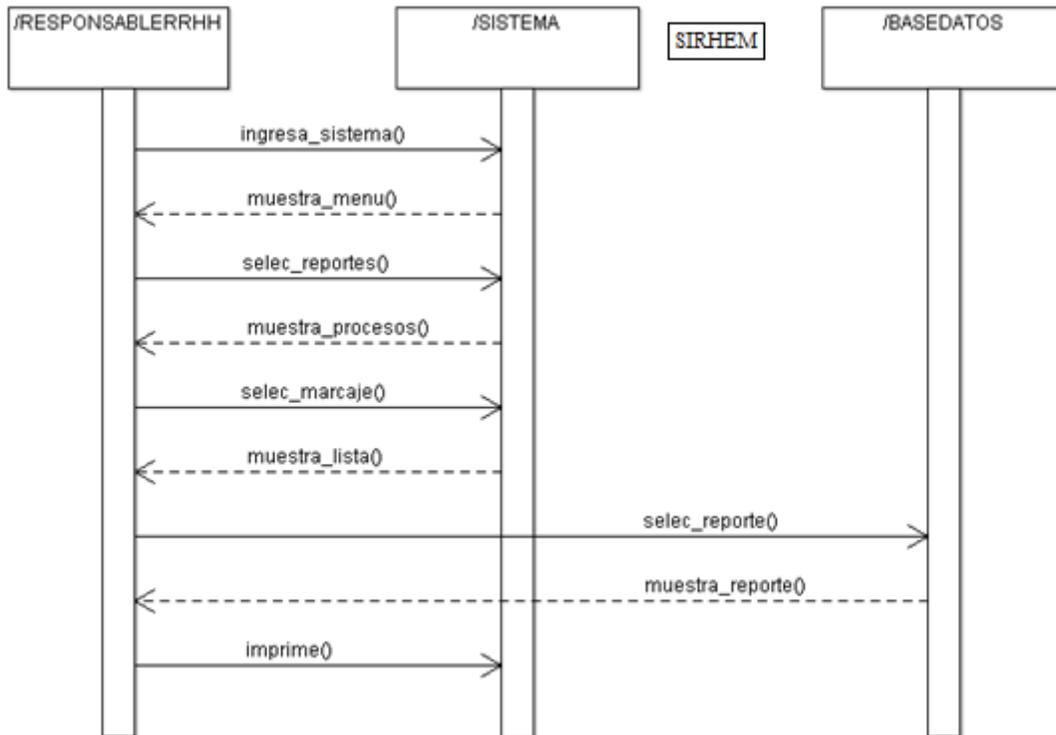 /RESPONSABLERRHH
/SISTEMA
SIRHEM
/BASEDATOS
ingresa_sistema()
muestra_menu()
selec_reportes()
muestra_procesos()
selec_marcaje()
muestra_lista()
selec_reporte()
muestra_reporte()
imprime()